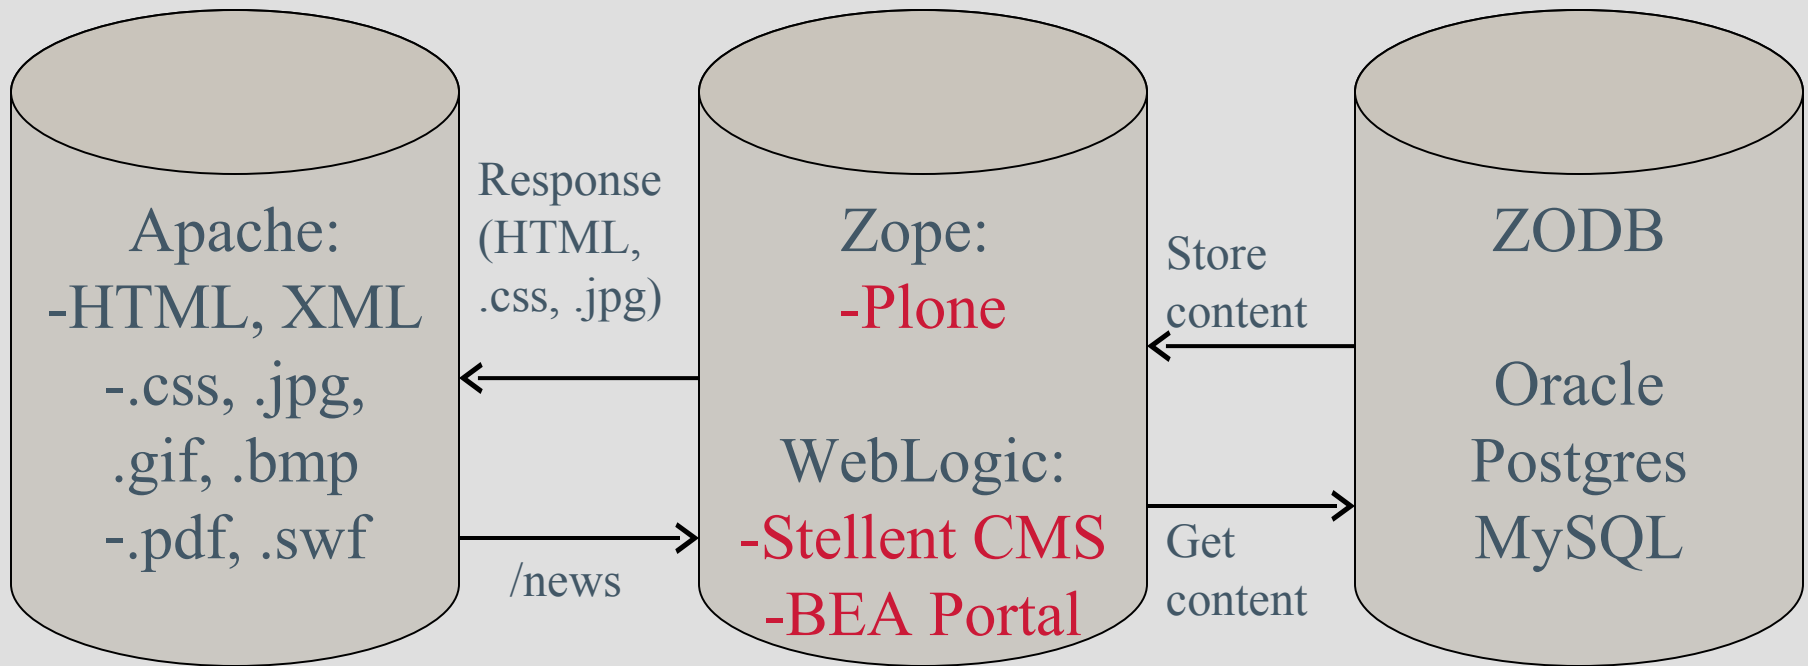 Apache:
-HTML, XML
-.css, .jpg,
.gif, .bmp
-.pdf, .swf
Response
(HTML,
.css, .jpg)
/news
Zope:
-Plone
WebLogic:
-Stellent CMS
-BEA Portal
Store
content
Get
content
ZODB
Oracle
Postgres
MySQL